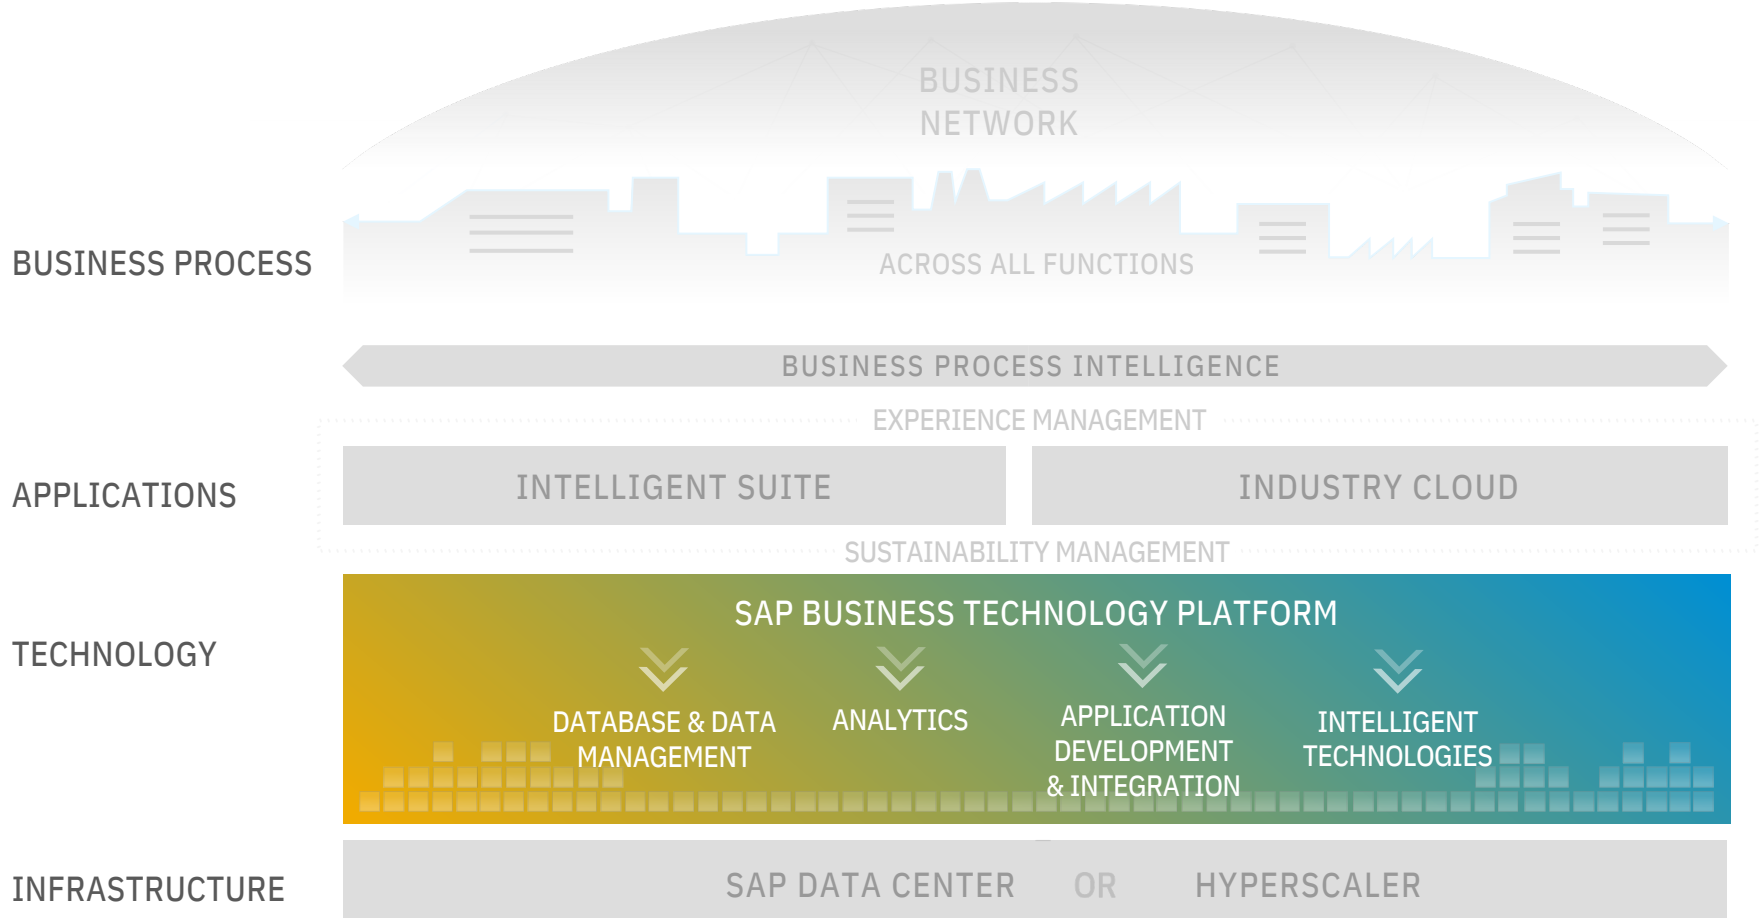 BUSINESS
NETWORK
BUSINESS PROCESS
ACROSS ALL FUNCTIONS
BUSINESS PROCESS INTELLIGENCE
EXPERIENCE MANAGEMENT
APPLICATIONS
INTELLIGENT SUITE
INDUSTRY CLOUD
SUSTAINABILITY MANAGEMENT
TECHNOLOGY
SAP BUSINESS TECHNOLOGY PLATFORM
DATABASE & DATA
MANAGEMENT
ANALYTICS
APPLICATION
DEVELOPMENT
& INTEGRATION
INTELLIGENT
TECHNOLOGIES
INFRASTRUCTURE
SAP DATA CENTER OR HYPERSCALER